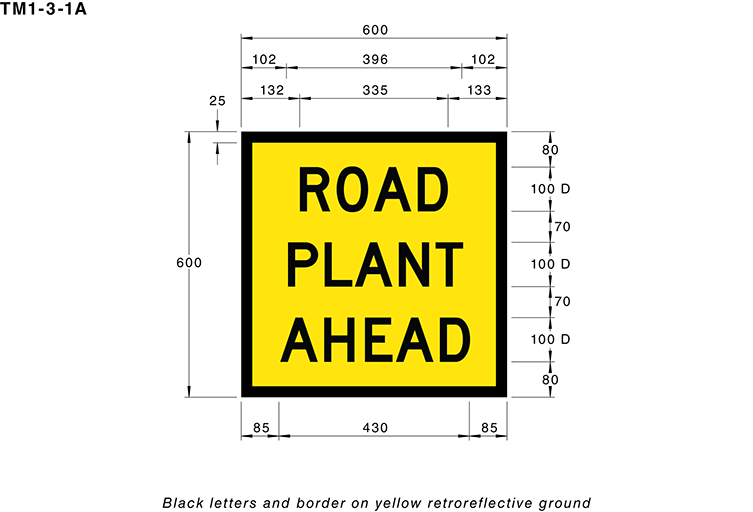 TM1-3-1A
600
102 396 102
132 335 133
25
80
ROAD
100 D
70
600
PLANT
100 D
70
AHEAD
100 D
80
85 430 85
Black letters and border on yellow retroreflective ground